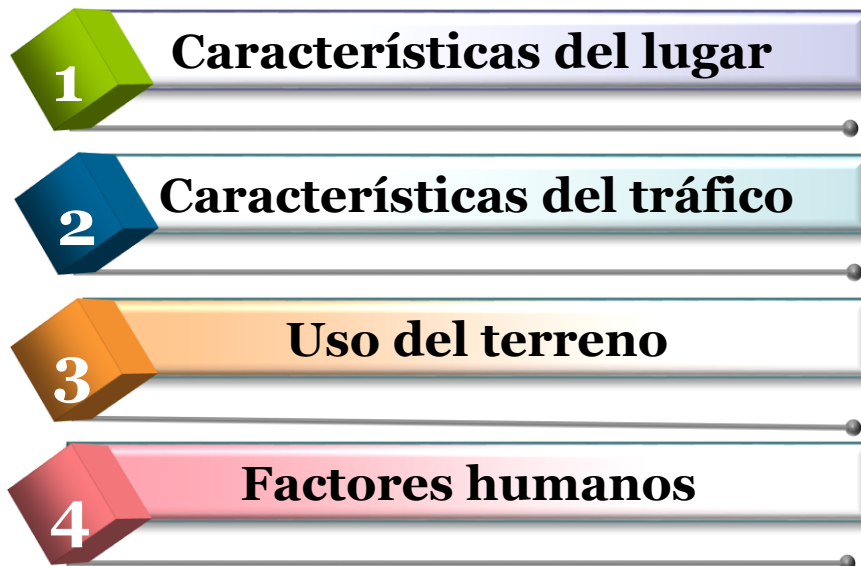 1
Características del lugar
2
Características del tráfico
3
Uso del terreno
4
Factores humanos